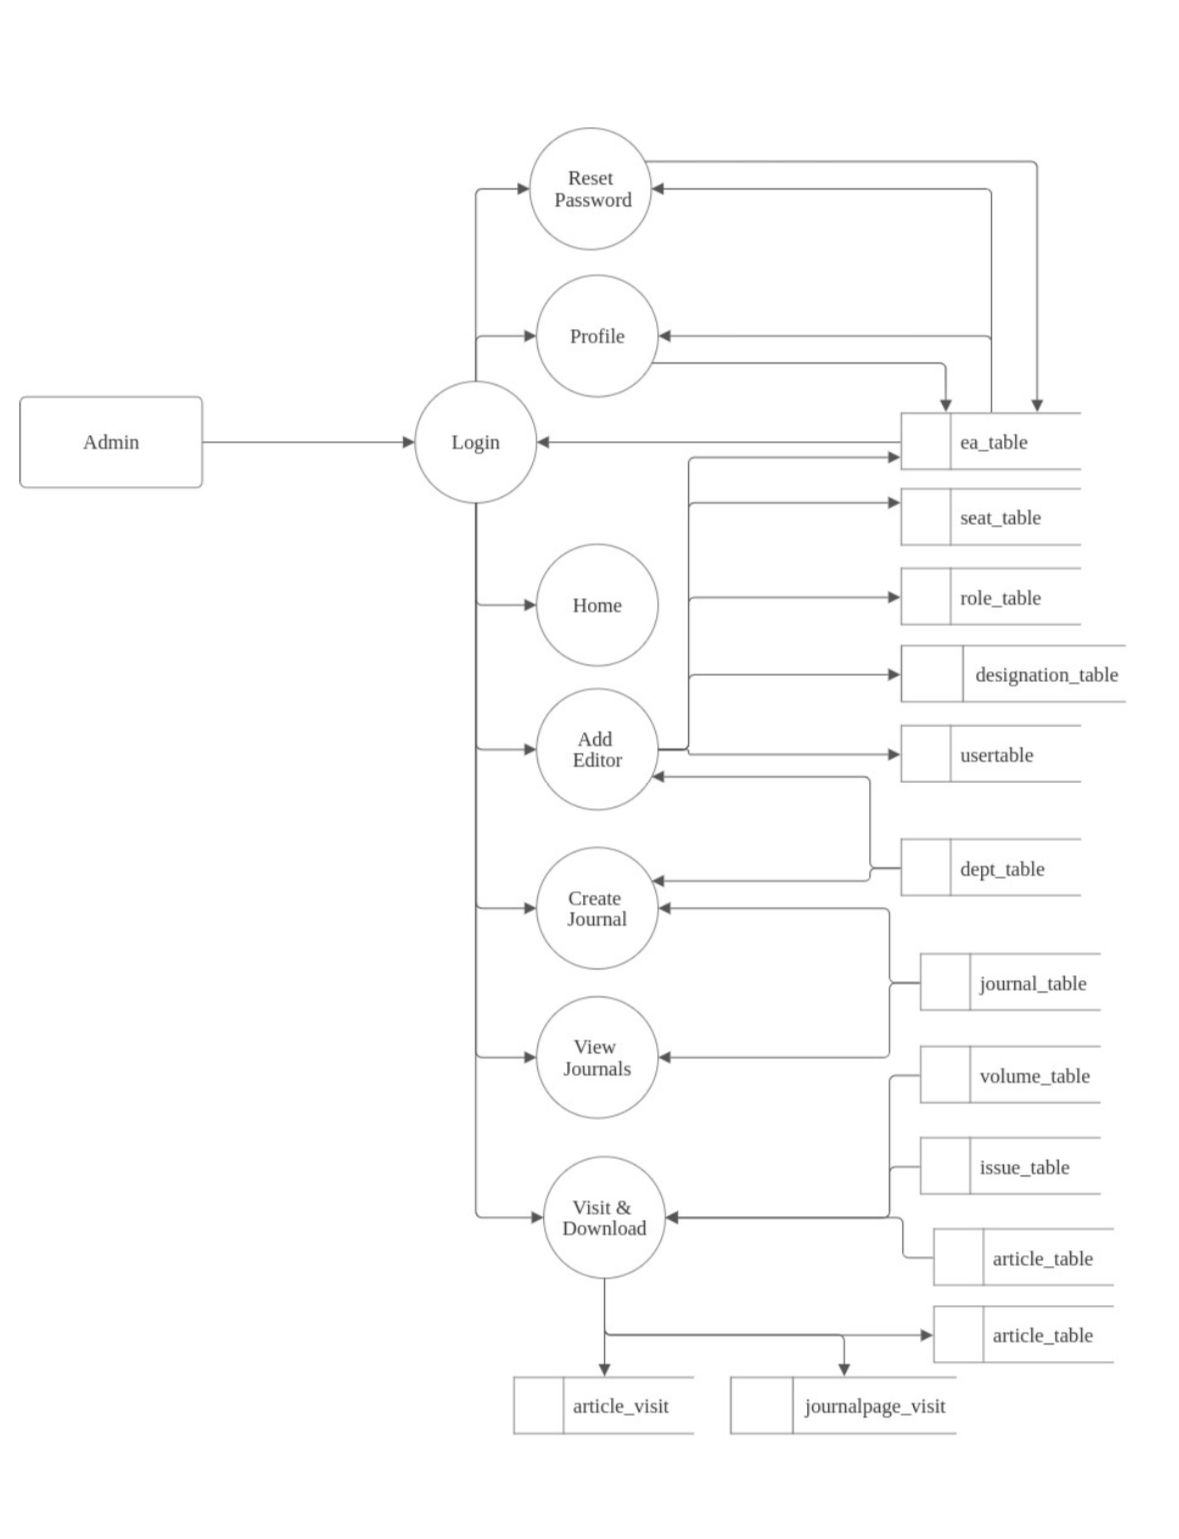 Reset
Password
Profile
Admin
Login
ea_table
seat_table
Home
role_table
designation_table
Add
Editor
usertable
dept_table
Create
Journal
journal_table
View
Journals
volume_table
issue_table
Visit &
Download
article_table
article_table
article_visit
journalpage_visit